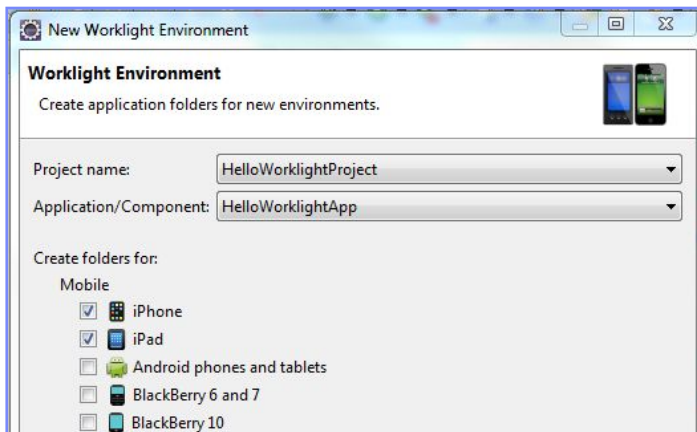 New Worklight Environment
Worklight Environment
Create application folders for new environments.
Project name: HelloWorklightProject
Application/Component: HelloWorklightApp
Create folders for:
Mobile
iPhone
iPad
Android phones and tablets
BlackBerry 6 and 7
BlackBerry 10